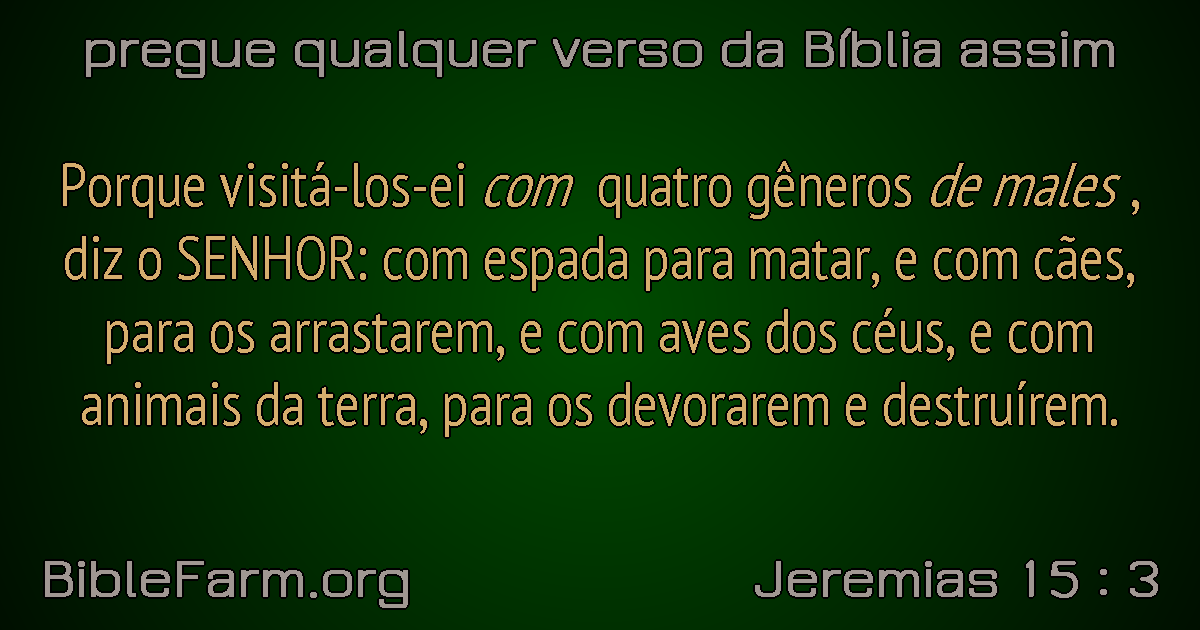 pregue qualquer verso da Bíblia assim
Porque visitá-los-ei com quatro gêneros de males ,
diz o SENHOR: com espada para matar, e com cães,
para os arrastarem, e com aves dos céus, e com
animais da terra, para os devorarem e destruírem.
BibleFarm.org
Jeremias 15 : 3